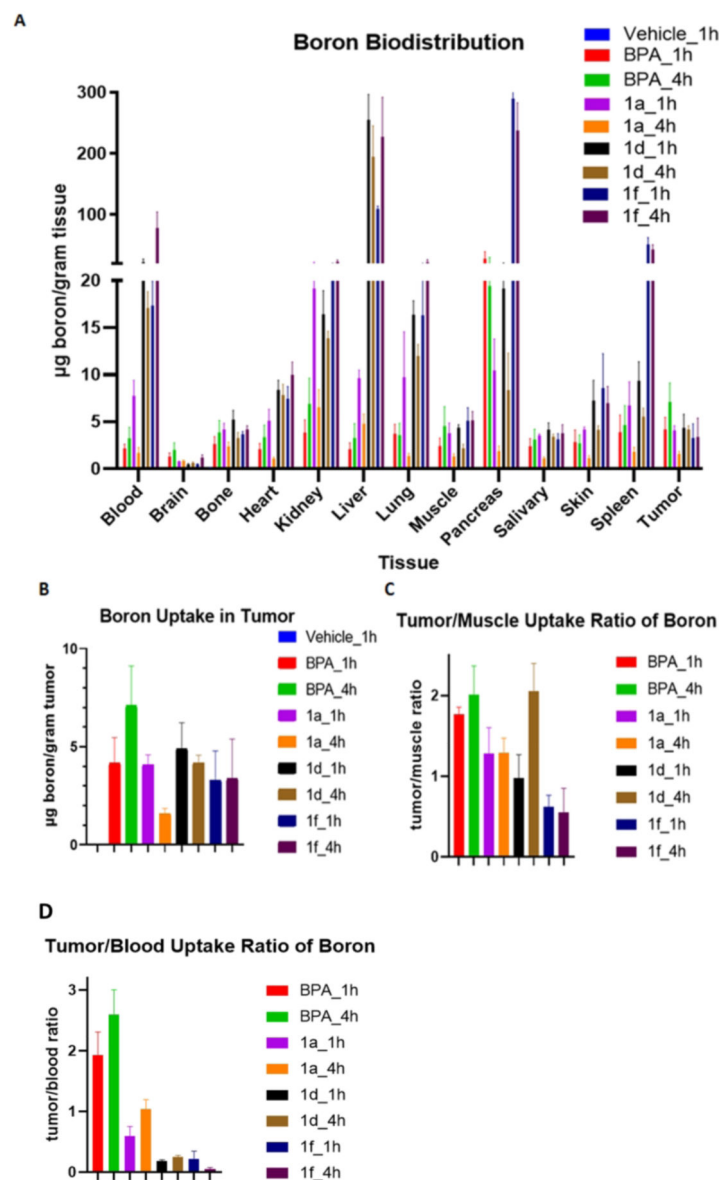 A
Boron Biodistribution
Vehicle_1h
BPA_1h
BPA_4h
1a_1h
1a_4h
1d_1h
1d_4h
1f_1h
1f_4h
µg boron/gram tissue
300
200
100
20
15
10
5
0
Blood
Brain
Bone
Heart
Kidney
Liver
Lung
Muscle
Pancreas
Salivary
Skin
Spleen
Tumor
Tissue
B
Boron Uptake in Tumor
Vehicle_1h
BPA_1h
BPA_4h
1a_1h
1a_4h
1d_1h
1d_4h
1f_1h
1f_4h
µg boron/gram tumor
10
5
0
C
Tumor/Muscle Uptake Ratio of Boron
BPA_1h
BPA_4h
1a_1h
1a_4h
1d_1h
1d_4h
1f_1h
1f_4h
tumor/muscle ratio
2
1
0
D
Tumor/Blood Uptake Ratio of Boron
BPA_1h
BPA_4h
1a_1h
1a_4h
1d_1h
1d_4h
1f_1h
1f_4h
tumor/blood ratio
3
2
1
0